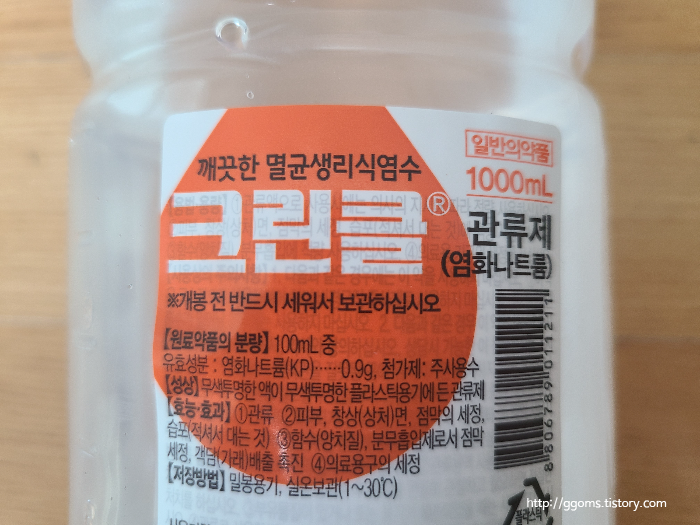 깨끗한 멸균생리식염수
일반의약품
1000mL
크린클®
관류제
(염화나트륨)
※개봉 전 반드시 세워서 보관하십시오
【원료약품의 분량】 100mL 중
유효성분 : 염화나트륨(KP)······0.9g, 첨가제: 주사용수
【성상】 무색투명한 액이 무색투명한 플라스틱용기에 든 관류제
【효능·효과】 ①관류 ②피부, 창상(상처)면, 점막의 세정,
습포(적셔서 대는 것) ③함수(양치질), 분무흡입제로서 점막
세정, 객담(가래)배출 촉진 ④의료용구의 세정
【저장방법】 밀봉용기, 실온보관(1~30℃)
8 806789 011211
플라스틱
http://ggoms.tistory.com